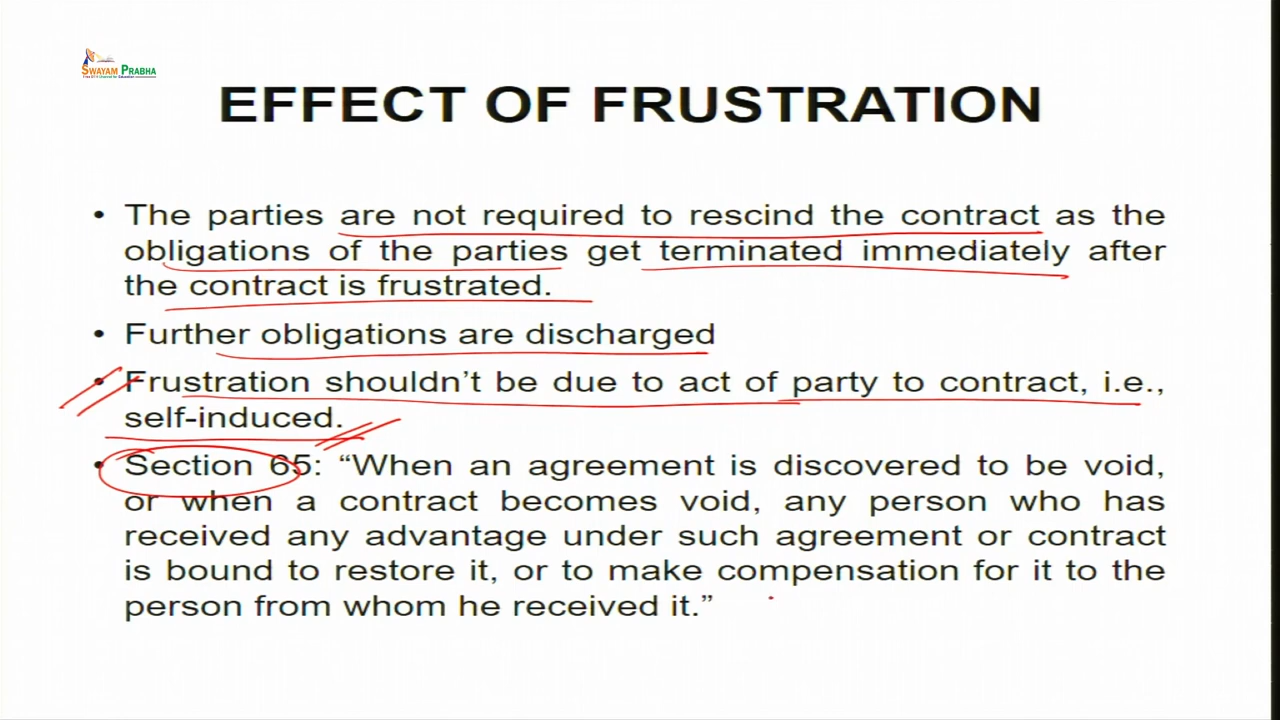 SWAYAM PRABHA
EFFECT OF FRUSTRATION
• The parties are not required to rescind the contract as the
obligations of the parties get terminated immediately after
the contract is frustrated.
• Further obligations are discharged
• Frustration shouldn’t be due to act of party to contract, i.e.,
self-induced.
• Section 65: “When an agreement is discovered to be void,
or when a contract becomes void, any person who has
received any advantage under such agreement or contract
is bound to restore it, or to make compensation for it to the
person from whom he received it.”